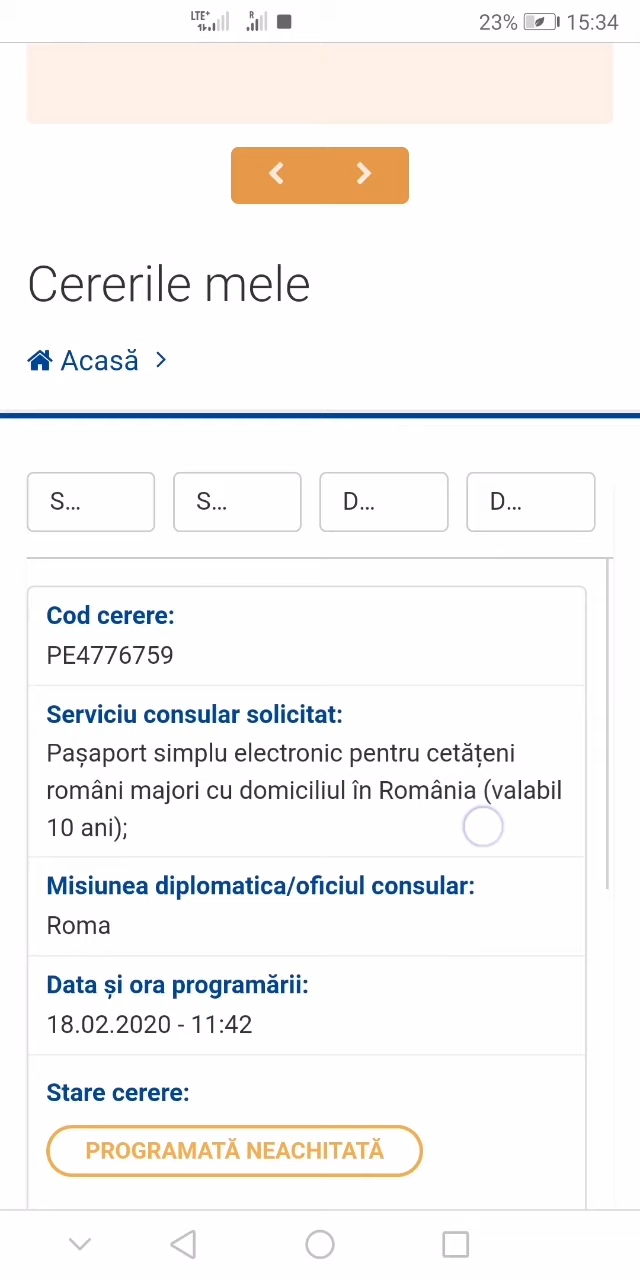 LTE+ R 23% 15:34
Cererile mele
Acasă
S... S... D... D...
Cod cerere:
PE4776759
Serviciu consular solicitat:
Pașaport simplu electronic pentru cetățeni
români majori cu domiciliul în România (valabil
10 ani);
Misiunea diplomatica/oficiul consular:
Roma
Data și ora programării:
18.02.2020 - 11:42
Stare cerere:
PROGRAMATĂ NEACHITATĂ